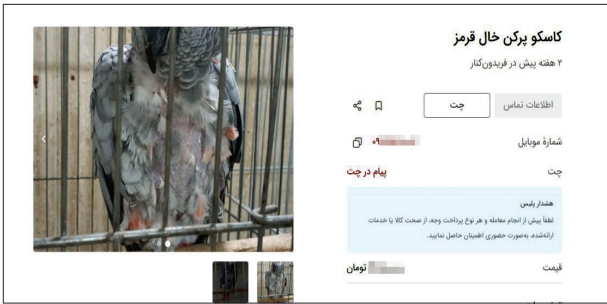 کاسکو پرکن خال قرمز
۲ هفته پیش در فریدون‌کنار
اطلاعات تماس
چت
شمارهٔ موبایل
۰۹
چت
پیام در چت
هشدار پلیس
لطفاً پیش از انجام معامله و هر نوع پرداخت وجه، از صحت کالا یا خدمات
ارائه‌شده، به‌صورت حضوری اطمینان حاصل نمایید.
قیمت
تومان